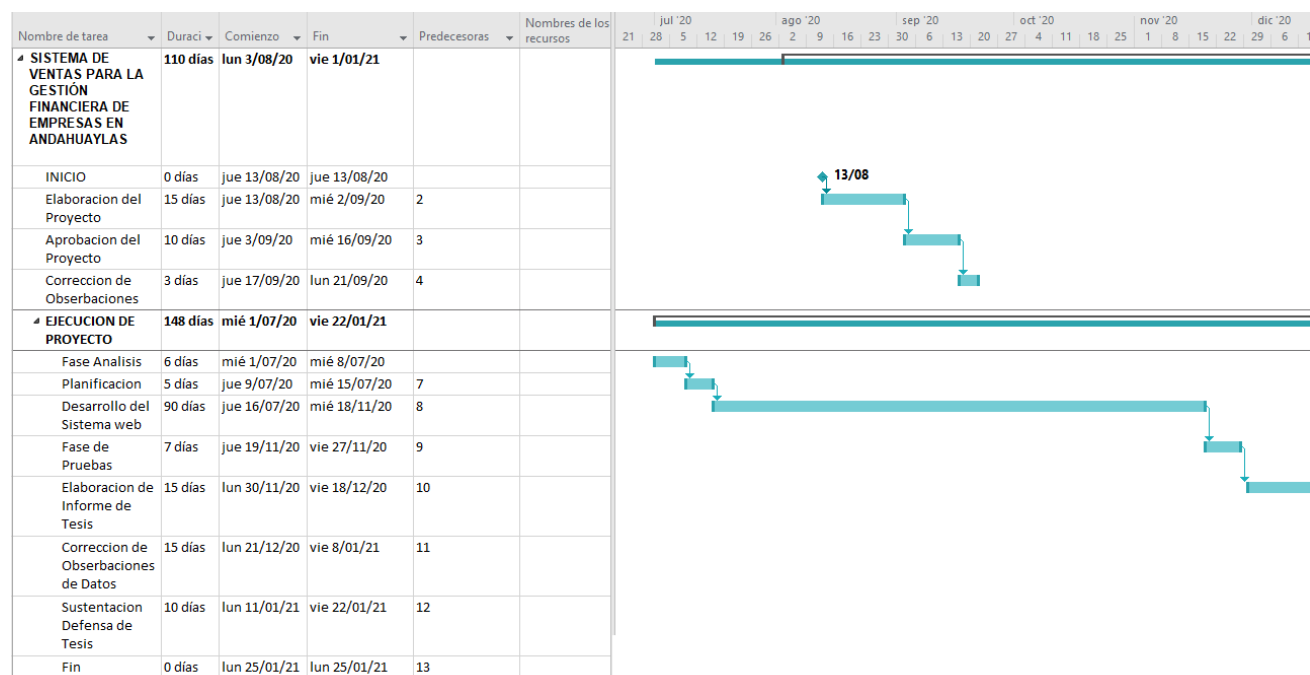 Nombre de tarea Duraci Comienzo Fin Predecesoras Nombres de los
recursos
jul '20 ago '20 sep '20 oct '20 nov '20 dic '20
21 28 5 12 19 26 2 9 16 23 30 6 13 20 27 4 11 18 25 1 8 15 22 29 6
SISTEMA DE 110 días lun 3/08/20 vie 1/01/21
VENTAS PARA LA
GESTIÓN
FINANCIERA DE
EMPRESAS EN
ANDAHUAYLAS
INICIO 0 días jue 13/08/20 jue 13/08/20 13/08
Elaboracion del 15 días jue 13/08/20 mié 2/09/20 2
Proyecto
Aprobacion del 10 días jue 3/09/20 mié 16/09/20 3
Proyecto
Correccion de 3 días jue 17/09/20 lun 21/09/20 4
Obserbaciones
EJECUCION DE 148 días mié 1/07/20 vie 22/01/21
PROYECTO
Fase Analisis 6 días mié 1/07/20 mié 8/07/20
Planificacion 5 días jue 9/07/20 mié 15/07/20 7
Desarrollo del 90 días jue 16/07/20 mié 18/11/20 8
Sistema web
Fase de 7 días jue 19/11/20 vie 27/11/20 9
Pruebas
Elaboracion de 15 días lun 30/11/20 vie 18/12/20 10
Informe de
Tesis
Correccion de 15 días lun 21/12/20 vie 8/01/21 11
Obserbaciones
de Datos
Sustentacion 10 días lun 11/01/21 vie 22/01/21 12
Defensa de
Tesis
Fin 0 días lun 25/01/21 lun 25/01/21 13